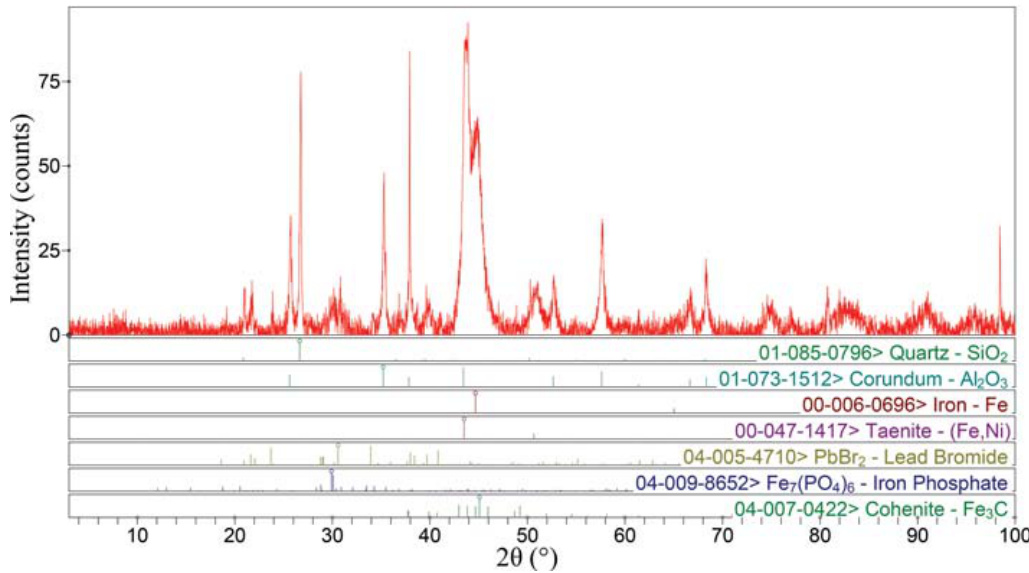 Intensity (counts)
75
50
25
0
01-085-0796> Quartz - SiO₂
01-073-1512> Corundum - Al₂O₃
00-006-0696> Iron - Fe
00-047-1417> Taenite - (Fe,Ni)
04-005-4710> PbBr₂ - Lead Bromide
04-009-8652> Fe₇(PO₄)₆ - Iron Phosphate
04-007-0422> Cohenite - Fe₃C
10 20 30 40 50 60 70 80 90 100
2θ (°)